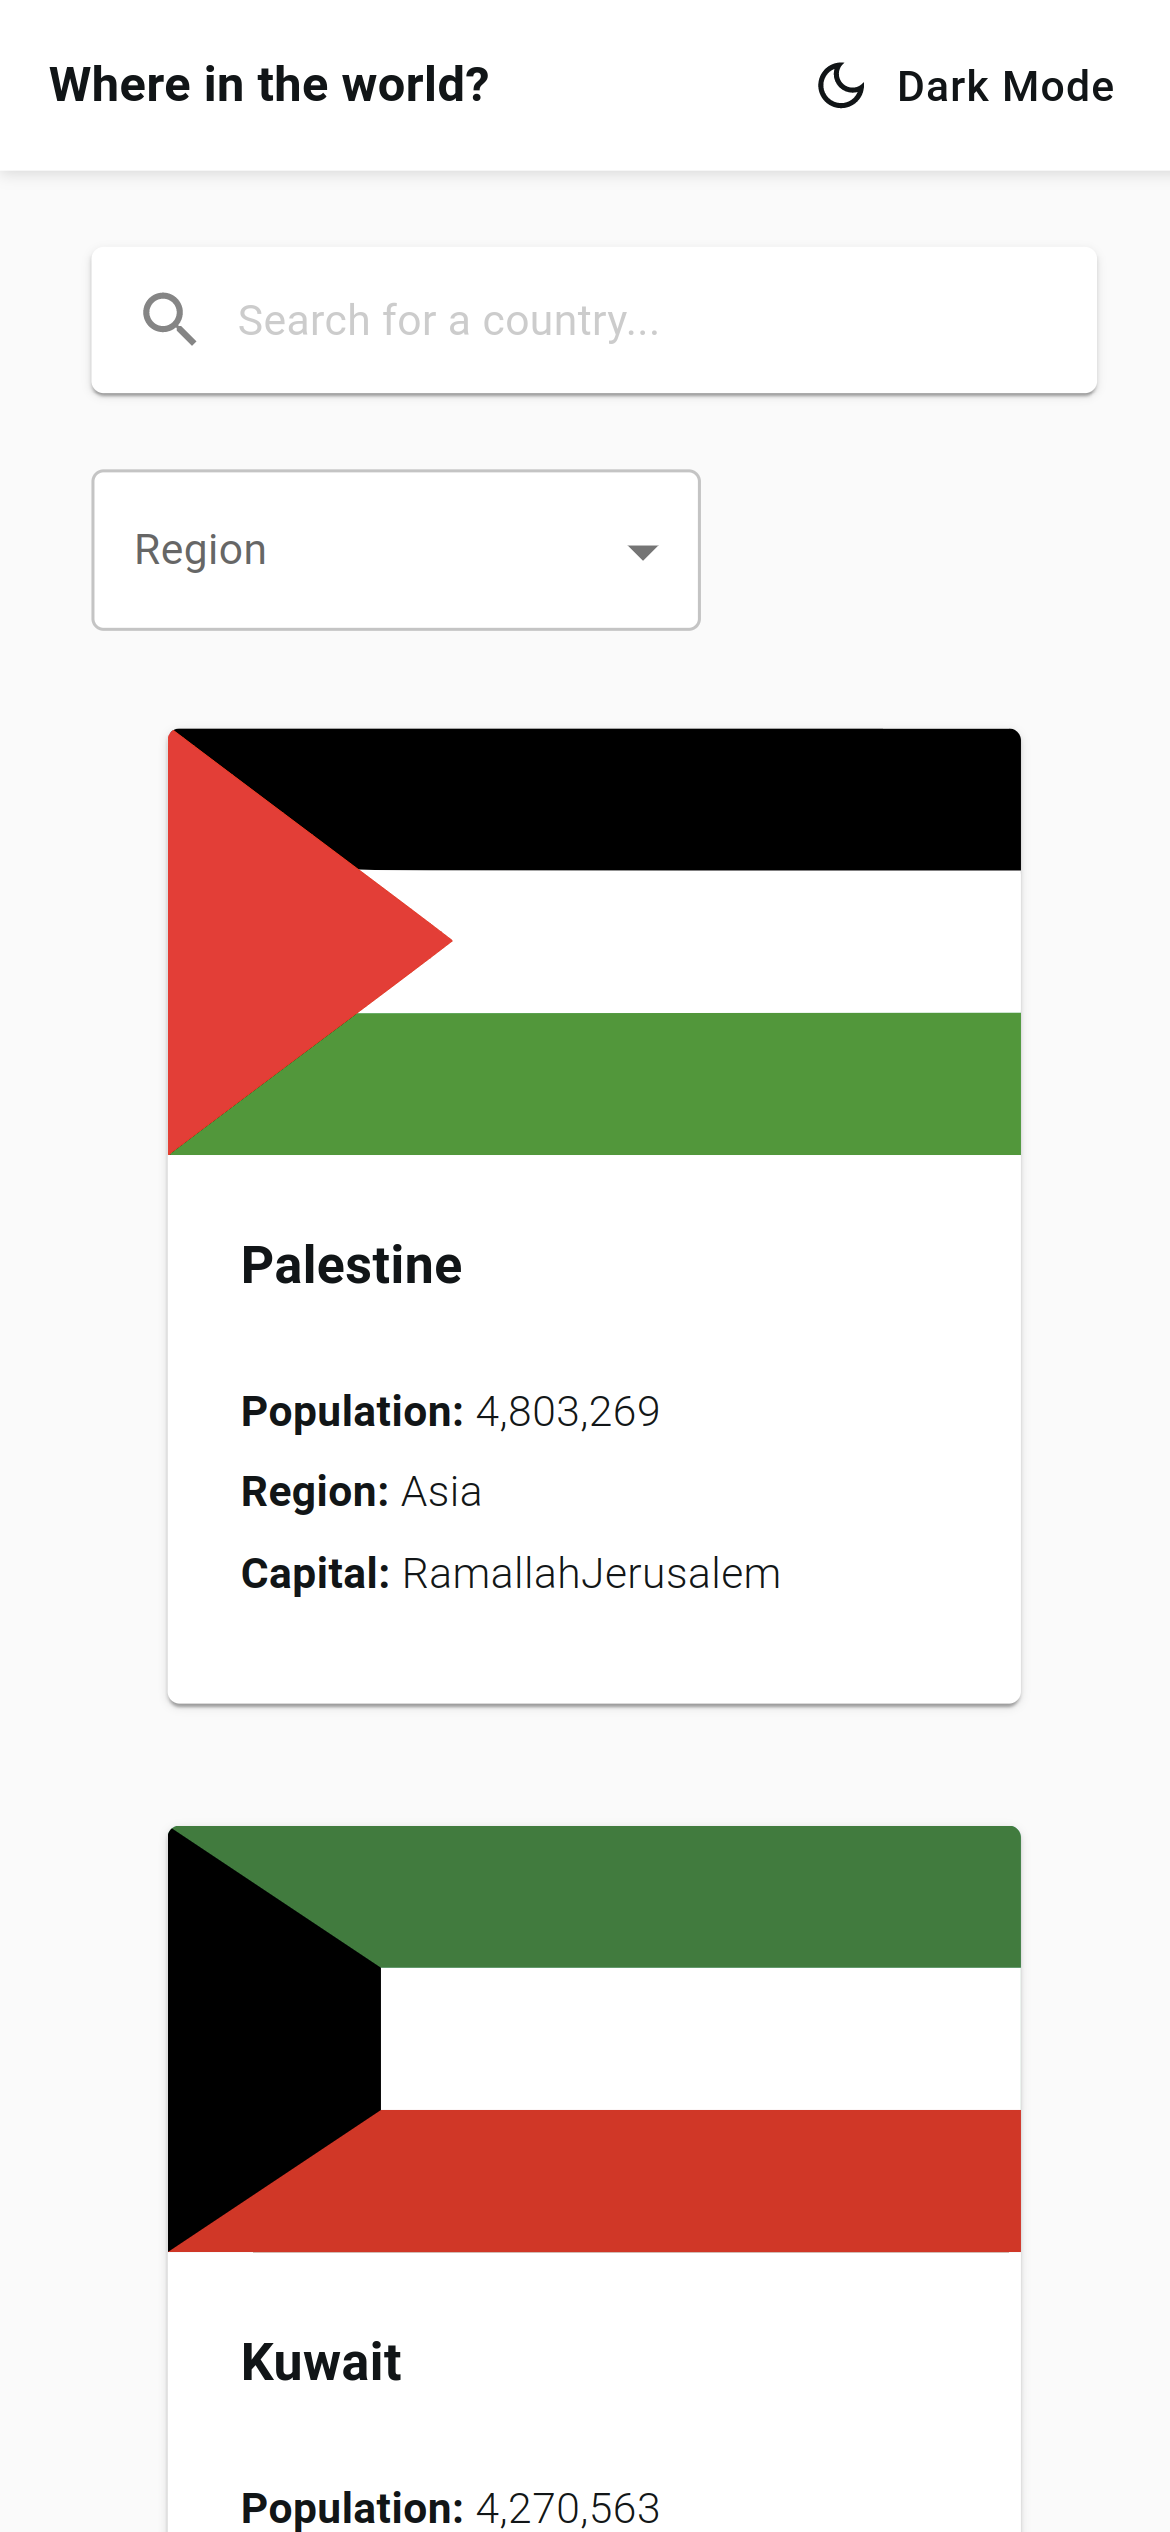 Where in the world?
Dark Mode
Search for a country...
Region
Palestine
Population: 4,803,269
Region: Asia
Capital: RamallahJerusalem
Kuwait
Population: 4,270,563